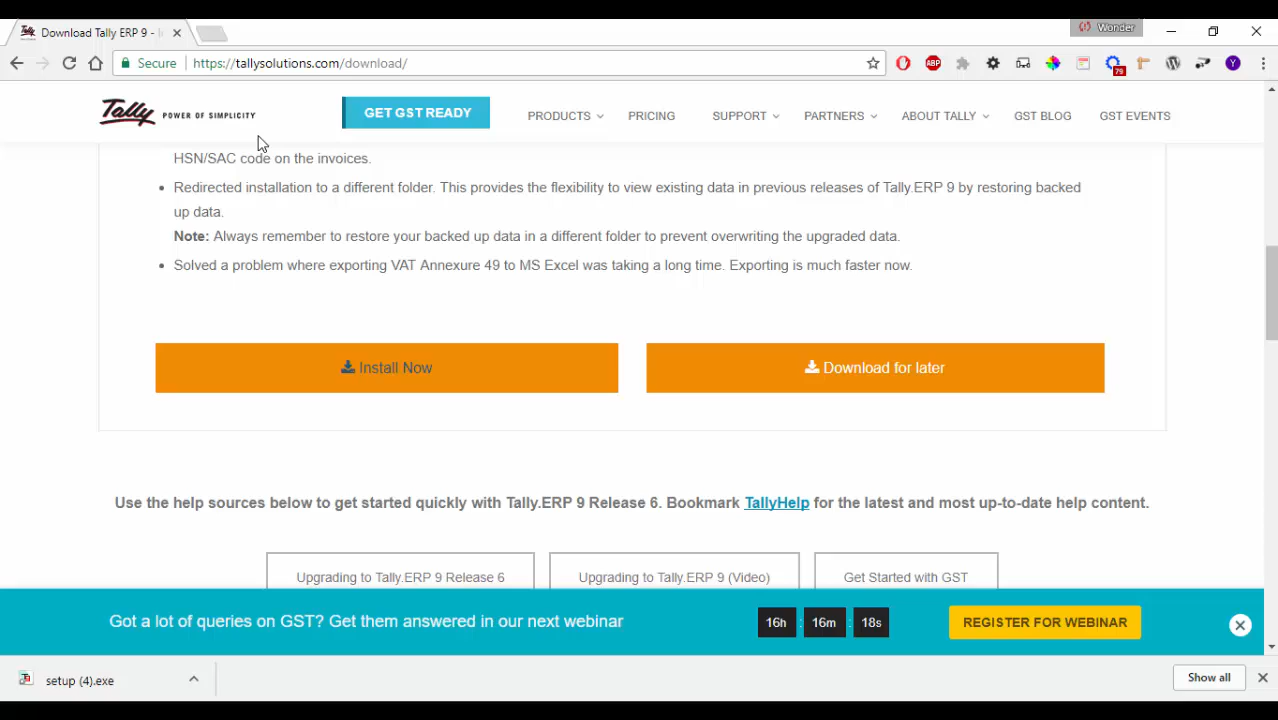 Download Tally ERP 9 -
Wonder
Secure
https://tallysolutions.com/download/
79
Y
Tally POWER OF SIMPLICITY
GET GST READY
PRODUCTS
PRICING
SUPPORT
PARTNERS
ABOUT TALLY
GST BLOG
GST EVENTS
HSN/SAC code on the invoices.
• Redirected installation to a different folder. This provides the flexibility to view existing data in previous releases of Tally.ERP 9 by restoring backed
up data.
Note: Always remember to restore your backed up data in a different folder to prevent overwriting the upgraded data.
• Solved a problem where exporting VAT Annexure 49 to MS Excel was taking a long time. Exporting is much faster now.
Install Now
Download for later
Use the help sources below to get started quickly with Tally.ERP 9 Release 6. Bookmark TallyHelp for the latest and most up-to-date help content.
Upgrading to Tally.ERP 9 Release 6
Upgrading to Tally.ERP 9 (Video)
Get Started with GST
Got a lot of queries on GST? Get them answered in our next webinar
16h : 16m : 18s
REGISTER FOR WEBINAR
setup (4).exe
Show all